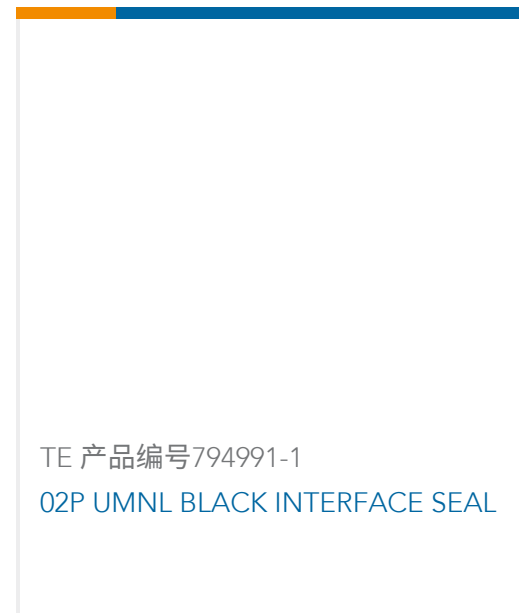 TE 产品编号794991-1
02P UMNL BLACK INTERFACE SEAL